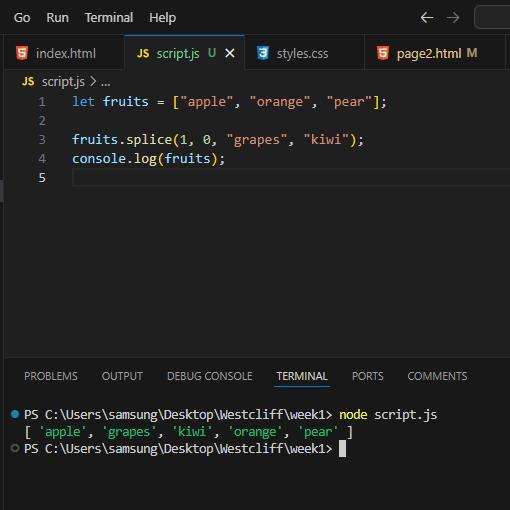 Go Run Terminal Help
index.html JS script.js U styles.css page2.html M
JS script.js > ...
1 let fruits = ["apple", "orange", "pear"];
2
3 fruits.splice(1, 0, "grapes", "kiwi");
4 console.log(fruits);
5
PROBLEMS OUTPUT DEBUG CONSOLE TERMINAL PORTS COMMENTS
PS C:\Users\samsung\Desktop\Westcliff\week1> node script.js
[ 'apple', 'grapes', 'kiwi', 'orange', 'pear' ]
PS C:\Users\samsung\Desktop\Westcliff\week1>